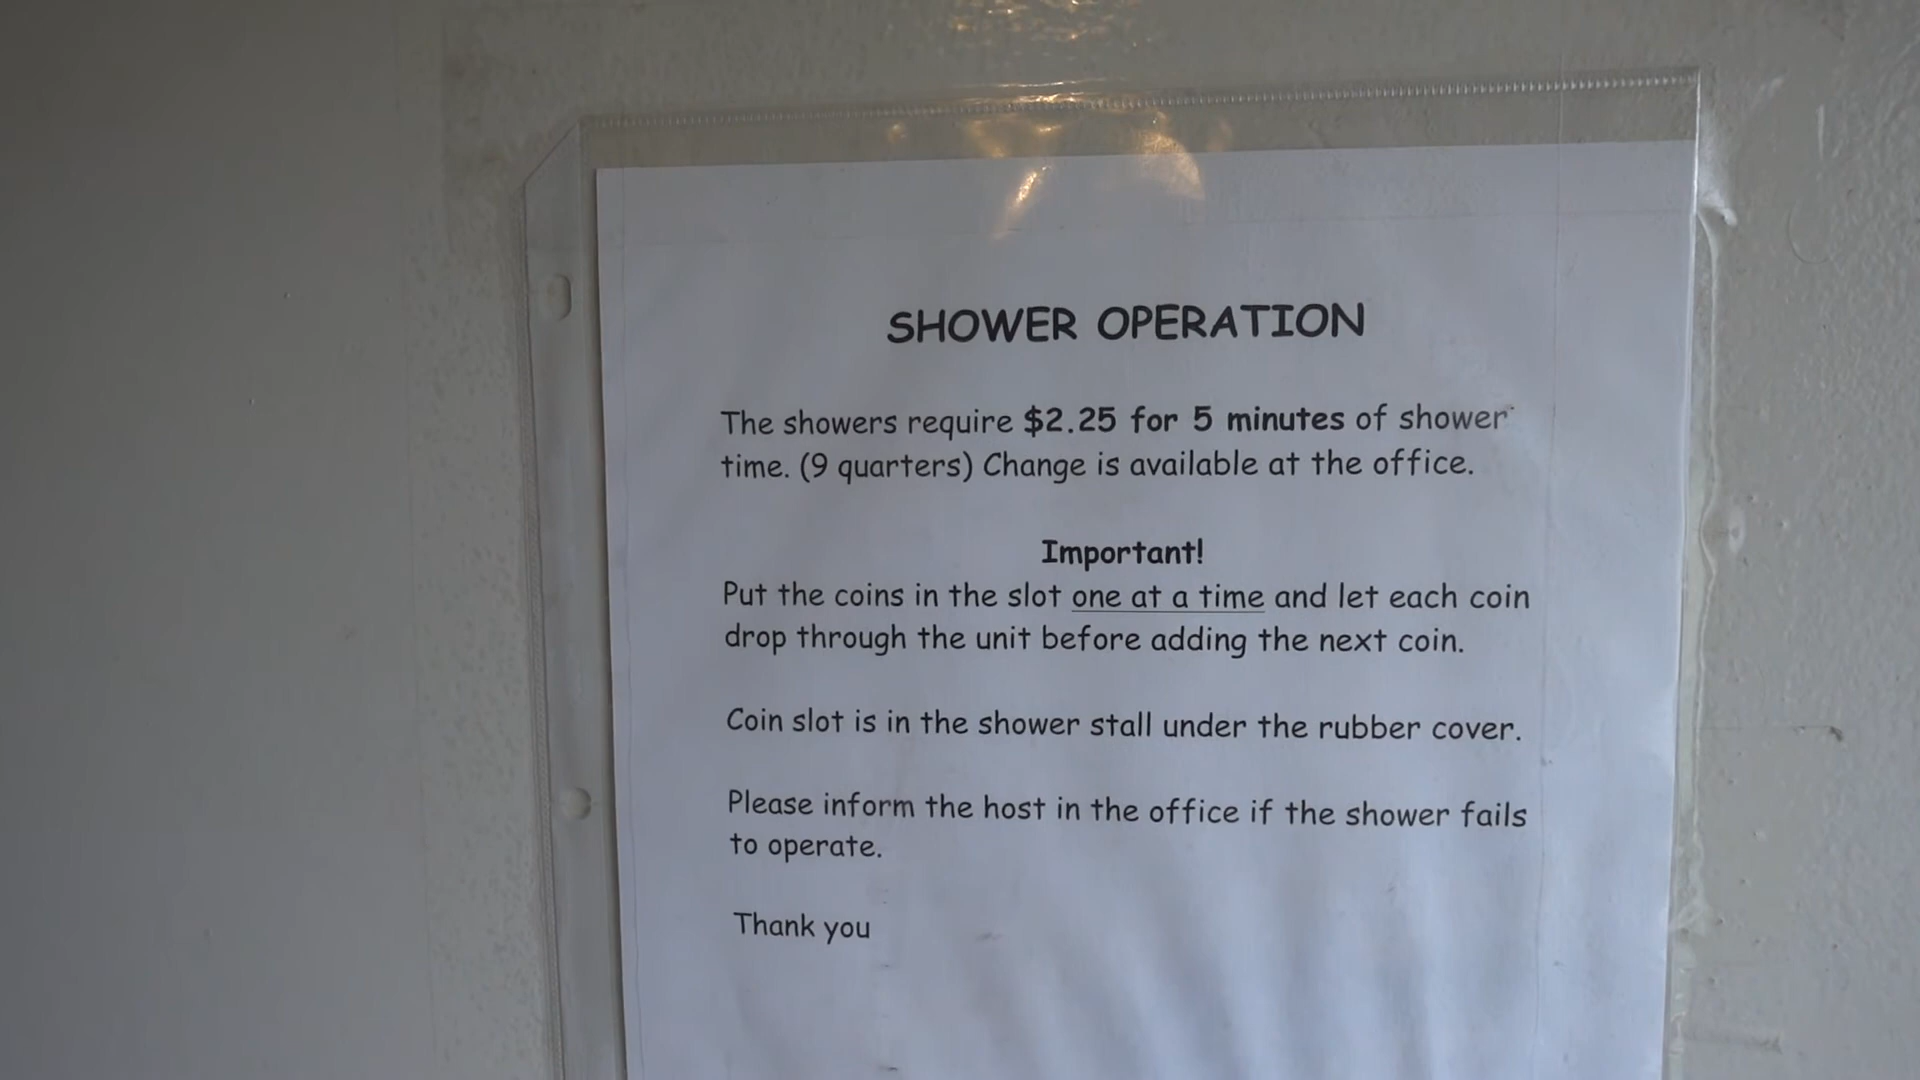 SHOWER OPERATION
The showers require $2.25 for 5 minutes of shower
time. (9 quarters) Change is available at the office.
Important!
Put the coins in the slot one at a time and let each coin
drop through the unit before adding the next coin.
Coin slot is in the shower stall under the rubber cover.
Please inform the host in the office if the shower fails
to operate.
Thank you